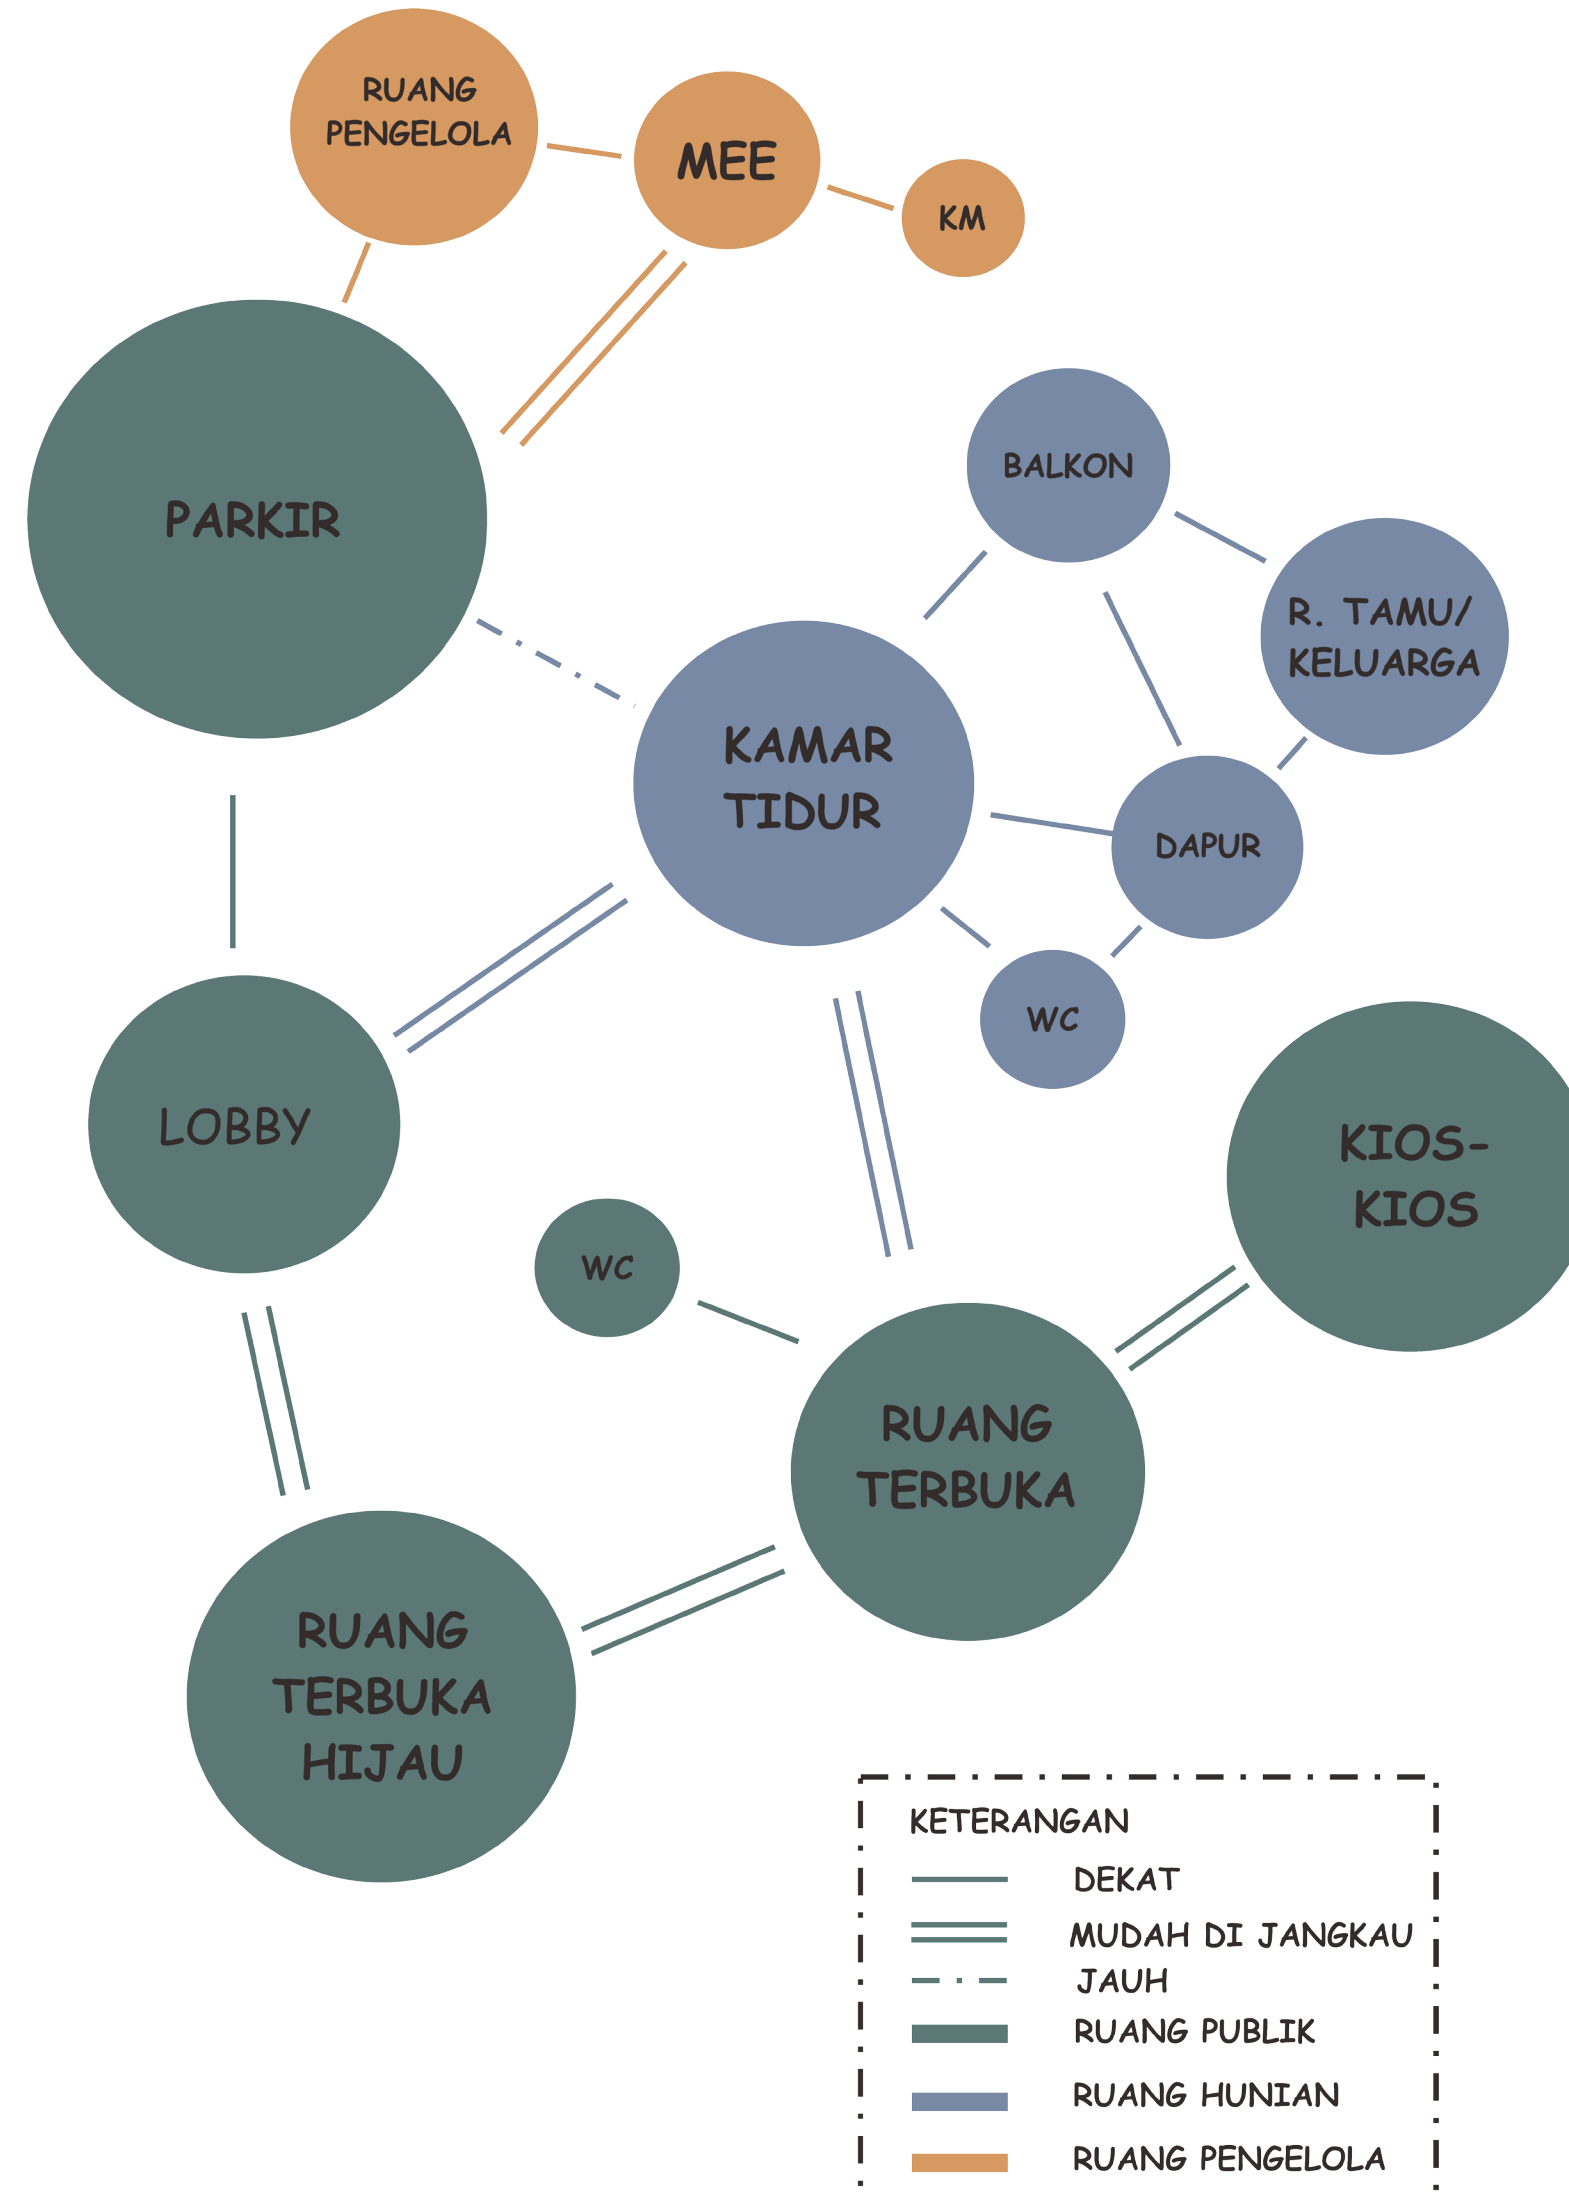 RUANG
PENGELOLA
MEE
KM
PARKIR
BALKON
R. TAMU/
KELUARGA
KAMAR
TIDUR
DAPUR
WC
LOBBY
KIOS-
KIOS
WC
RUANG
TERBUKA
RUANG
TERBUKA
HIJAU
KETERANGAN
DEKAT
MUDAH DI JANGKAU
JAUH
RUANG PUBLIK
RUANG HUNIAN
RUANG PENGELOLA